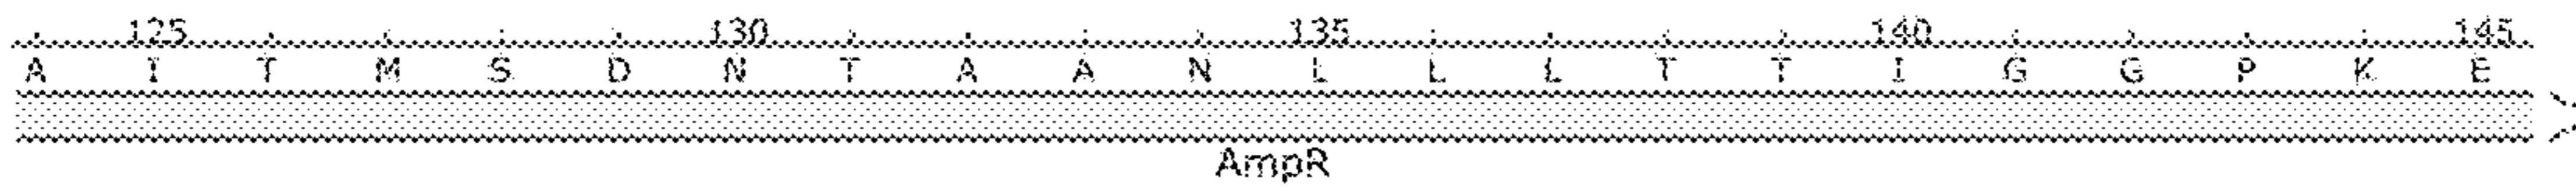 125 130 135 140 145
A I T M S D N T A A N L L L T T I G G P K E
AmpR